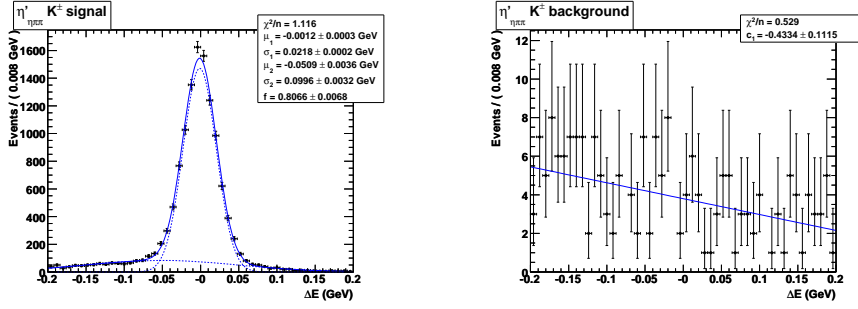 η′ηππ K± signal
χ²/n = 1.116
μ1 = -0.0012 ± 0.0003 GeV
σ1 = 0.0218 ± 0.0002 GeV
μ2 = -0.0509 ± 0.0036 GeV
σ2 = 0.0996 ± 0.0032 GeV
f = 0.8066 ± 0.0068
Events / ( 0.008 GeV )
1600
1400
1200
1000
800
600
400
200
0
-0.2 -0.15 -0.1 -0.05 -0 0.05 0.1 0.15 0.2
ΔE (GeV)
η′ηππ K± background
χ²/n = 0.529
c1 = -0.4334 ± 0.1115
Events / ( 0.008 GeV )
12
10
8
6
4
2
0
-0.2 -0.15 -0.1 -0.05 -0 0.05 0.1 0.15 0.2
ΔE (GeV)